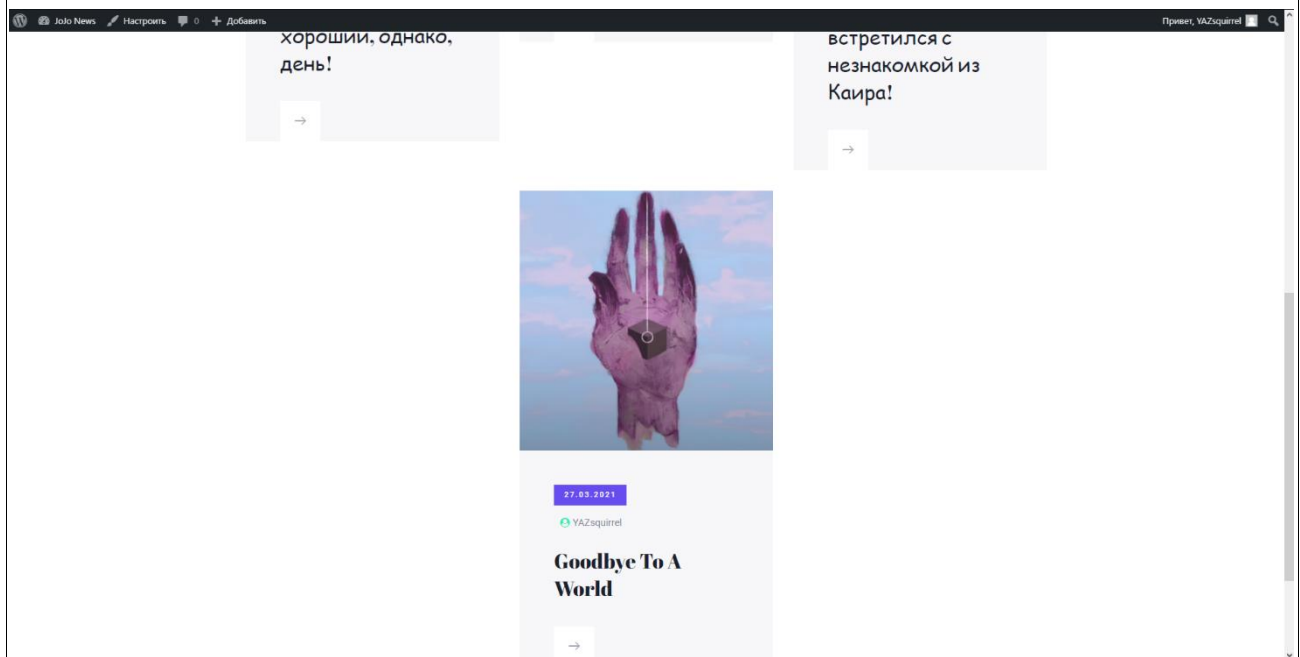 JoJo News Настроить 0 Добавить Привет, YAZsquirrel
хороший, однако,
день!
встретился с
незнакомкой из
Каира!
27.03.2021
YAZsquirrel
Goodbye To A
World